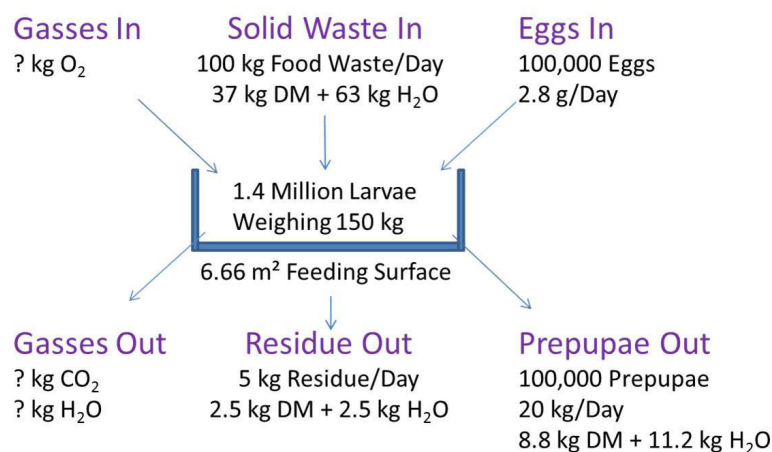 Gasses In
? kg O₂
Solid Waste In
100 kg Food Waste/Day
37 kg DM + 63 kg H₂O
Eggs In
100,000 Eggs
2.8 g/Day
1.4 Million Larvae
Weighing 150 kg
6.66 m² Feeding Surface
Gasses Out
? kg CO₂
? kg H₂O
Residue Out
5 kg Residue/Day
2.5 kg DM + 2.5 kg H₂O
Prepupae Out
100,000 Prepupae
20 kg/Day
8.8 kg DM + 11.2 kg H₂O